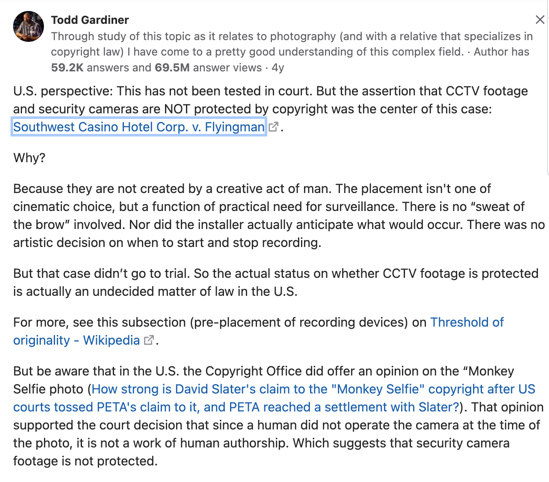 Todd Gardiner
Through study of this topic as it relates to photography (and with a relative that specializes in
copyright law) I have come to a pretty good understanding of this complex field. · Author has
59.2K answers and 69.5M answer views · 4y
U.S. perspective: This has not been tested in court. But the assertion that CCTV footage
and security cameras are NOT protected by copyright was the center of this case:
Southwest Casino Hotel Corp. v. Flyingman.
Why?
Because they are not created by a creative act of man. The placement isn't one of
cinematic choice, but a function of practical need for surveillance. There is no “sweat of
the brow” involved. Nor did the installer actually anticipate what would occur. There was no
artistic decision on when to start and stop recording.
But that case didn’t go to trial. So the actual status on whether CCTV footage is protected
is actually an undecided matter of law in the U.S.
For more, see this subsection (pre-placement of recording devices) on Threshold of
originality - Wikipedia.
But be aware that in the U.S. the Copyright Office did offer an opinion on the “Monkey
Selfie photo (How strong is David Slater's claim to the "Monkey Selfie" copyright after US
courts tossed PETA's claim to it, and PETA reached a settlement with Slater?). That opinion
supported the court decision that since a human did not operate the camera at the time of
the photo, it is not a work of human authorship. Which suggests that security camera
footage is not protected.